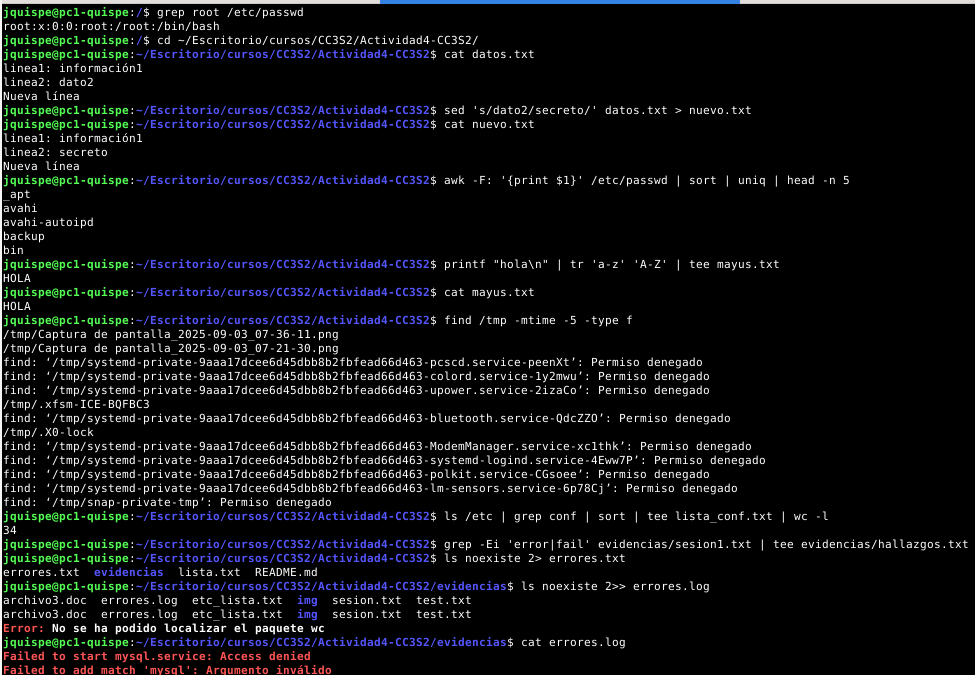 jquispe@pc1-quispe:/$ grep root /etc/passwd
root:x:0:0:root:/root:/bin/bash
jquispe@pc1-quispe:/$ cd ~/Escritorio/cursos/CC3S2/Actividad4-CC3S2/
jquispe@pc1-quispe:~/Escritorio/cursos/CC3S2/Actividad4-CC3S2$ cat datos.txt
linea1: información1
linea2: dato2
Nueva línea
jquispe@pc1-quispe:~/Escritorio/cursos/CC3S2/Actividad4-CC3S2$ sed 's/dato2/secreto/' datos.txt > nuevo.txt
jquispe@pc1-quispe:~/Escritorio/cursos/CC3S2/Actividad4-CC3S2$ cat nuevo.txt
linea1: información1
linea2: secreto
Nueva línea
jquispe@pc1-quispe:~/Escritorio/cursos/CC3S2/Actividad4-CC3S2$ awk -F: '{print $1}' /etc/passwd | sort | uniq | head -n 5
_apt
avahi
avahi-autoipd
backup
bin
jquispe@pc1-quispe:~/Escritorio/cursos/CC3S2/Actividad4-CC3S2$ printf "hola\n" | tr 'a-z' 'A-Z' | tee mayus.txt
HOLA
jquispe@pc1-quispe:~/Escritorio/cursos/CC3S2/Actividad4-CC3S2$ cat mayus.txt
HOLA
jquispe@pc1-quispe:~/Escritorio/cursos/CC3S2/Actividad4-CC3S2$ find /tmp -mtime -5 -type f
/tmp/Captura de pantalla_2025-09-03_07-36-11.png
/tmp/Captura de pantalla_2025-09-03_07-21-30.png
find: ‘/tmp/systemd-private-9aaa17dcee6d45dbb8b2fbfead66d463-pcscd.service-peenXt’: Permiso denegado
find: ‘/tmp/systemd-private-9aaa17dcee6d45dbb8b2fbfead66d463-colord.service-1y2mwu’: Permiso denegado
find: ‘/tmp/systemd-private-9aaa17dcee6d45dbb8b2fbfead66d463-upower.service-2izaCo’: Permiso denegado
/tmp/.xfsm-ICE-BQFBC3
find: ‘/tmp/systemd-private-9aaa17dcee6d45dbb8b2fbfead66d463-bluetooth.service-QdcZZO’: Permiso denegado
/tmp/.X0-lock
find: ‘/tmp/systemd-private-9aaa17dcee6d45dbb8b2fbfead66d463-ModemManager.service-xc1thk’: Permiso denegado
find: ‘/tmp/systemd-private-9aaa17dcee6d45dbb8b2fbfead66d463-systemd-logind.service-4Eww7P’: Permiso denegado
find: ‘/tmp/systemd-private-9aaa17dcee6d45dbb8b2fbfead66d463-polkit.service-CGsoee’: Permiso denegado
find: ‘/tmp/systemd-private-9aaa17dcee6d45dbb8b2fbfead66d463-lm-sensors.service-6p78Cj’: Permiso denegado
find: ‘/tmp/snap-private-tmp’: Permiso denegado
jquispe@pc1-quispe:~/Escritorio/cursos/CC3S2/Actividad4-CC3S2$ ls /etc | grep conf | sort | tee lista_conf.txt | wc -l
34
jquispe@pc1-quispe:~/Escritorio/cursos/CC3S2/Actividad4-CC3S2$ grep -Ei 'error|fail' evidencias/sesion1.txt | tee evidencias/hallazgos.txt
jquispe@pc1-quispe:~/Escritorio/cursos/CC3S2/Actividad4-CC3S2$ ls noexiste 2> errores.txt
errores.txt  evidencias  lista.txt  README.md
jquispe@pc1-quispe:~/Escritorio/cursos/CC3S2/Actividad4-CC3S2/evidencias$ ls noexiste 2>> errores.log
archivo3.doc  errores.log  etc_lista.txt  img  sesion.txt  test.txt
archivo3.doc  errores.log  etc_lista.txt  img  sesion.txt  test.txt
Error: No se ha podido localizar el paquete wc
jquispe@pc1-quispe:~/Escritorio/cursos/CC3S2/Actividad4-CC3S2/evidencias$ cat errores.log
Failed to start mysql.service: Access denied
Failed to add match 'mysql': Argumento inválido